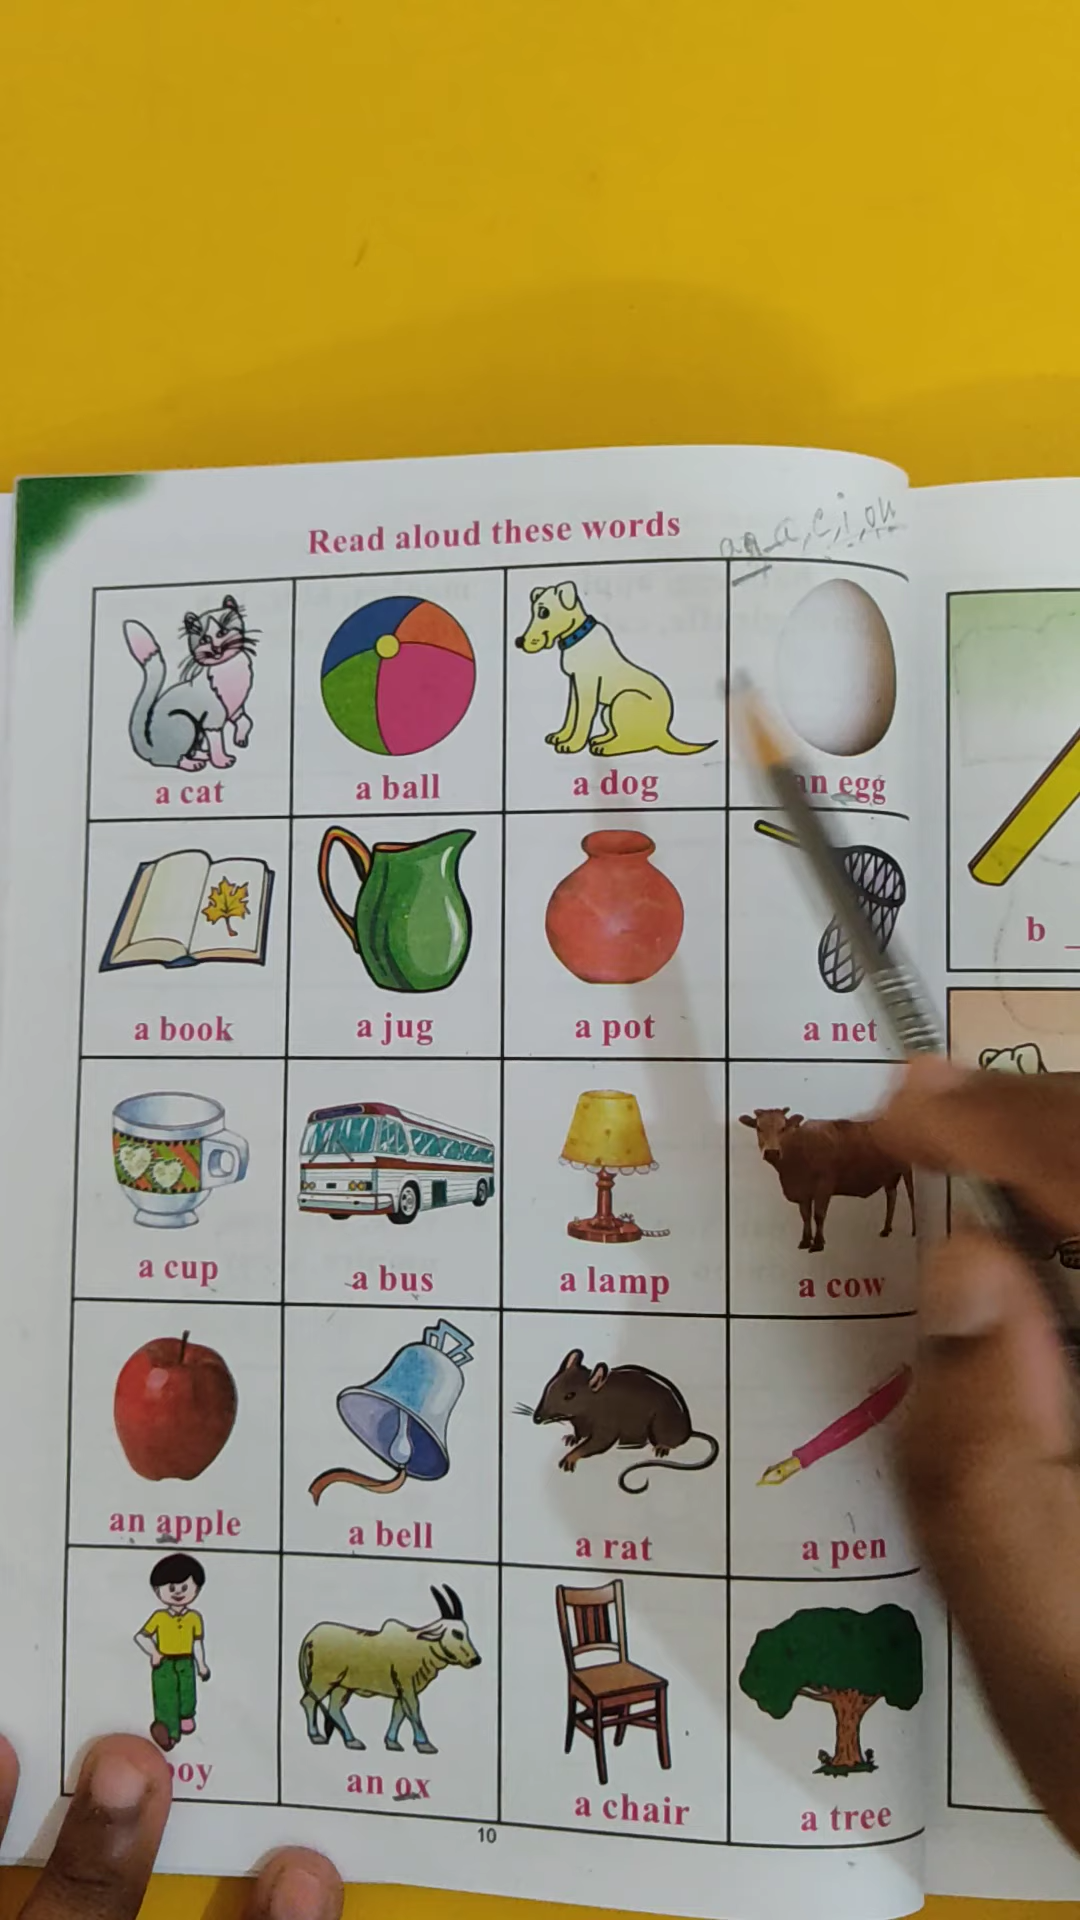 Read aloud these words
a cat a ball a dog an egg
a book a jug a pot a net
a cup a bus a lamp a cow
an apple a bell a rat a pen
an ox a chair a tree
10
b